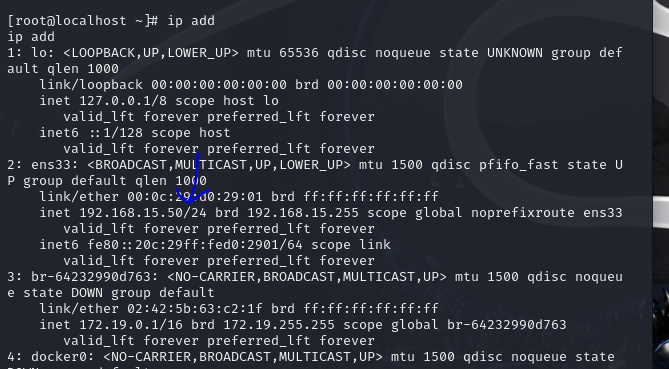 [root@localhost ~]# ip add
ip add
1: lo: <LOOPBACK,UP,LOWER_UP> mtu 65536 qdisc noqueue state UNKNOWN group def
ault qlen 1000
link/loopback 00:00:00:00:00:00 brd 00:00:00:00:00:00
inet 127.0.0.1/8 scope host lo
valid_lft forever preferred_lft forever
inet6 ::1/128 scope host
valid_lft forever preferred_lft forever
2: ens33: <BROADCAST,MULTICAST,UP,LOWER_UP> mtu 1500 qdisc pfifo_fast state U
P group default qlen 1000
link/ether 00:0c:29:d0:29:01 brd ff:ff:ff:ff:ff:ff
inet 192.168.15.50/24 brd 192.168.15.255 scope global noprefixroute ens33
valid_lft forever preferred_lft forever
inet6 fe80::20c:29ff:fed0:2901/64 scope link
valid_lft forever preferred_lft forever
3: br-64232990d763: <NO-CARRIER,BROADCAST,MULTICAST,UP> mtu 1500 qdisc noqueu
e state DOWN group default
link/ether 02:42:5b:63:c2:1f brd ff:ff:ff:ff:ff:ff
inet 172.19.0.1/16 brd 172.19.255.255 scope global br-64232990d763
valid_lft forever preferred_lft forever
4: docker0: <NO-CARRIER,BROADCAST,MULTICAST,UP> mtu 1500 qdisc noqueue state